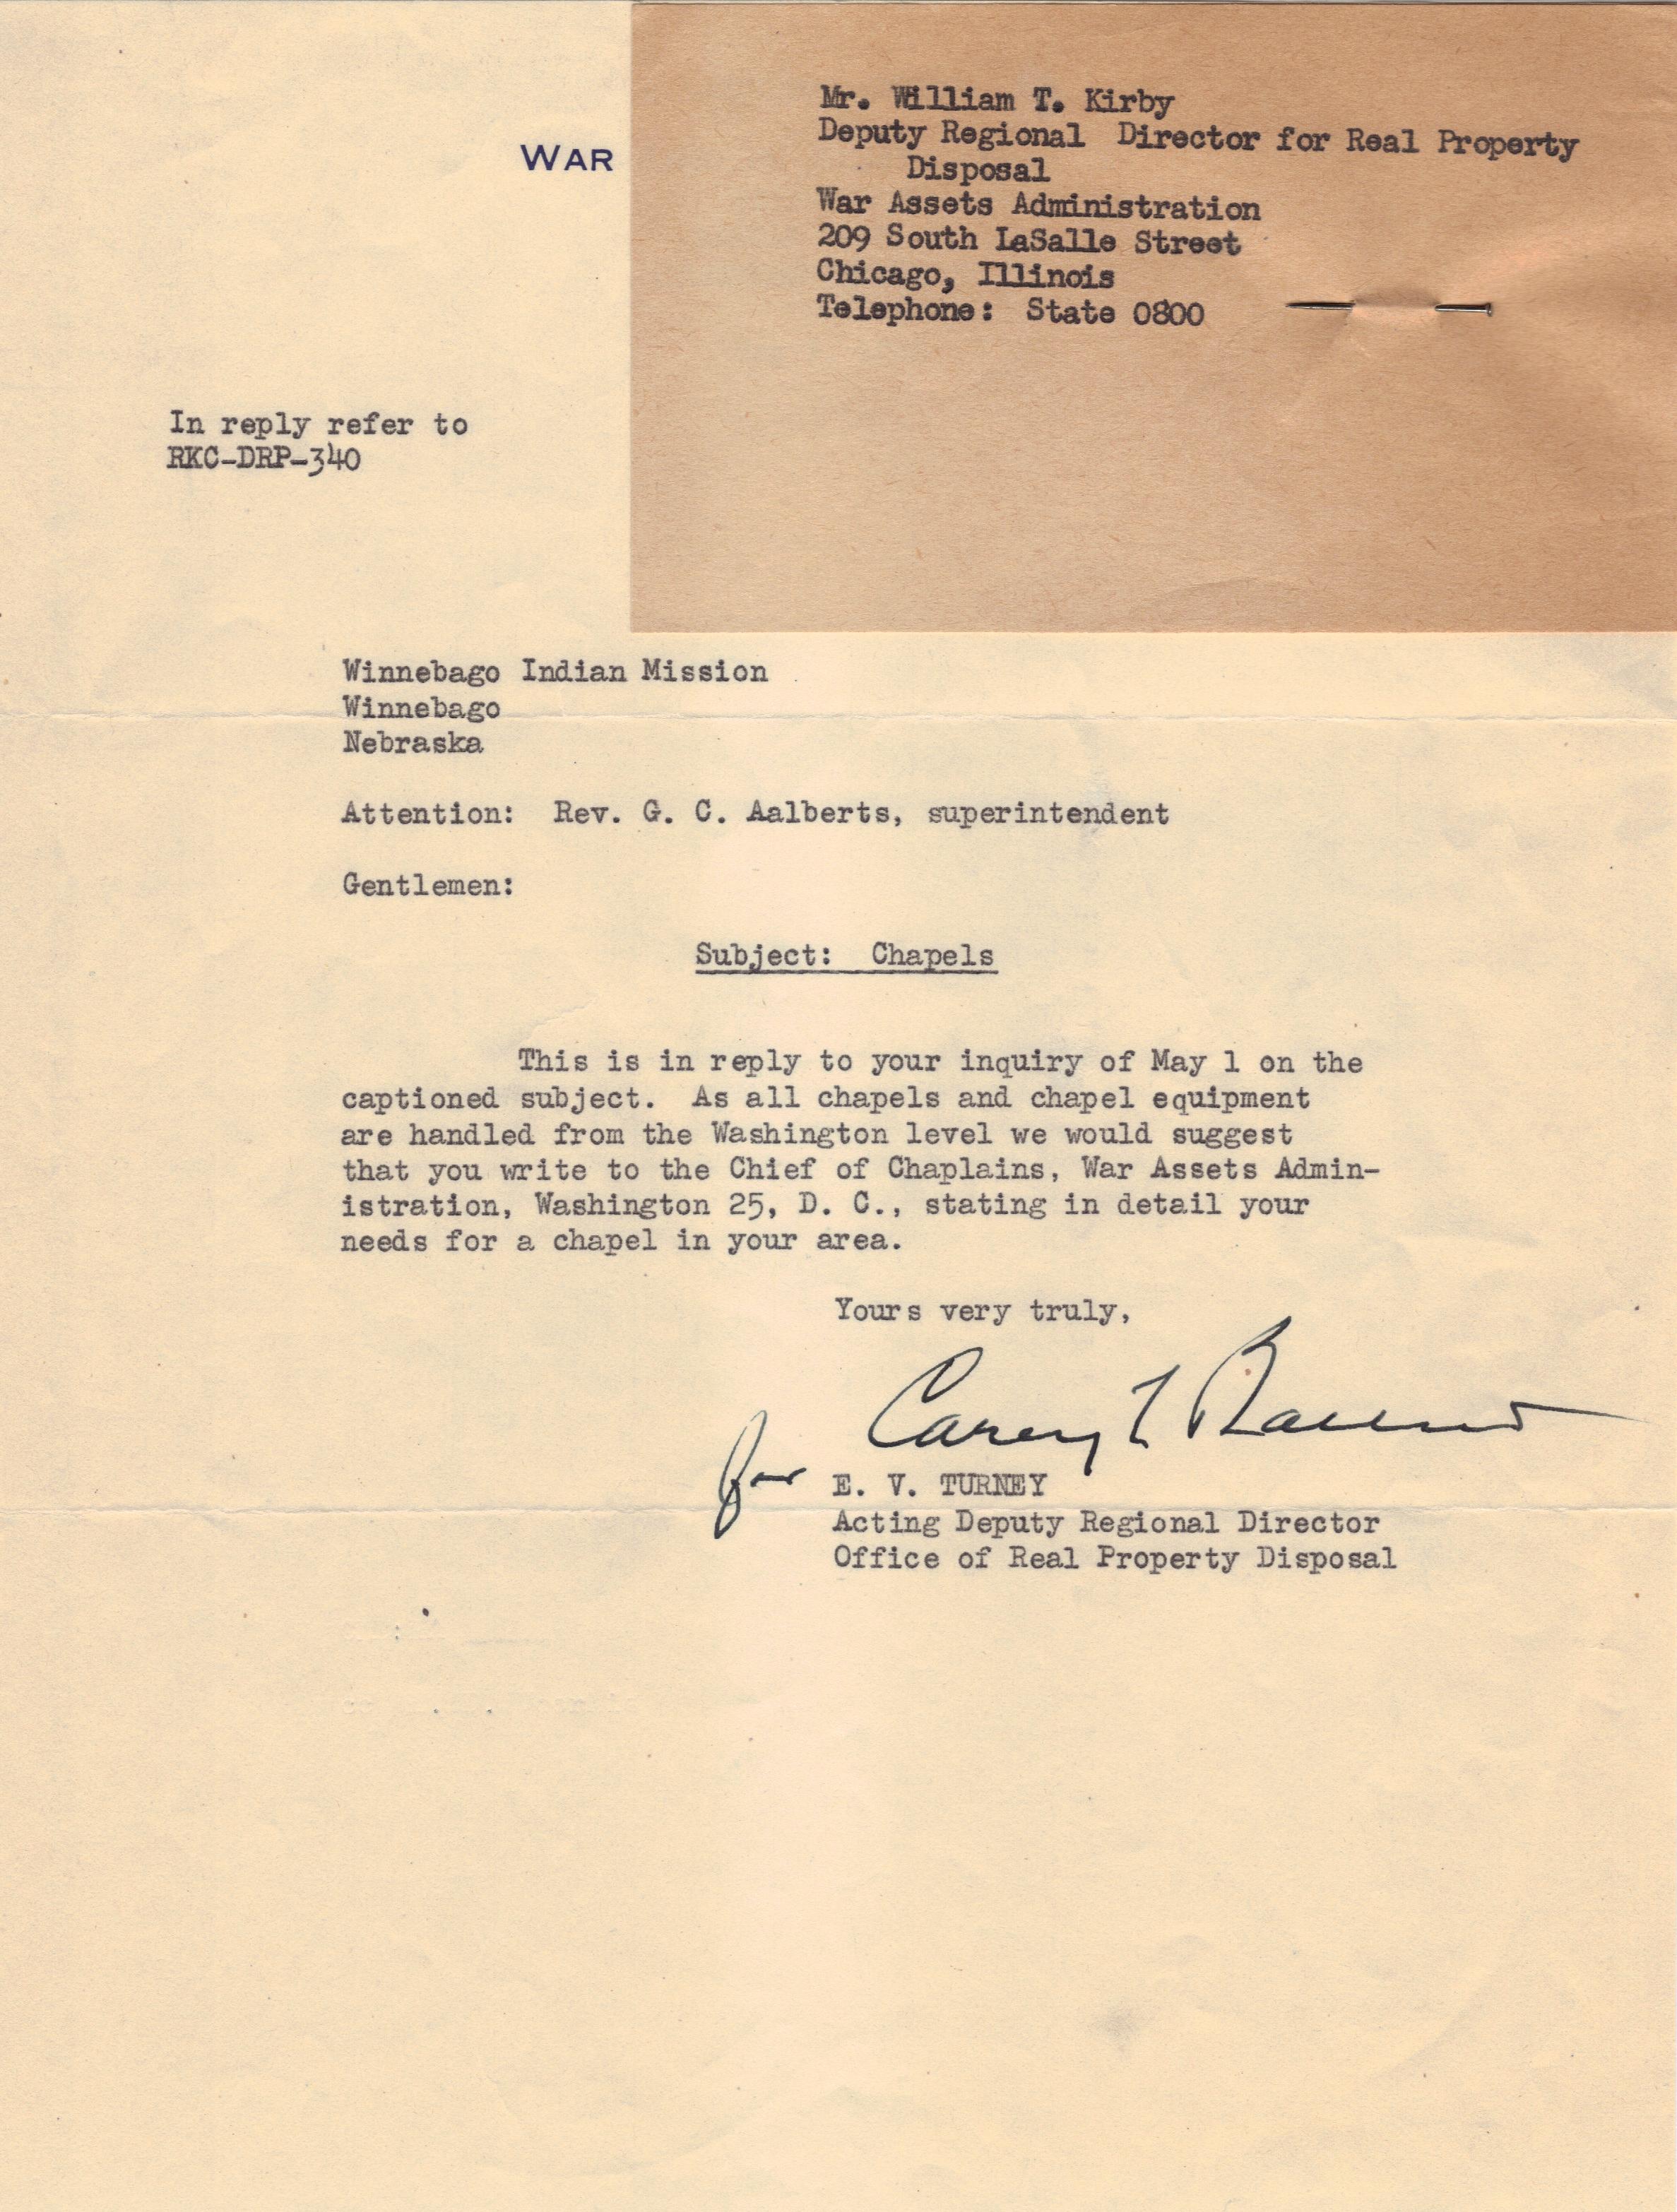 Mr. William T. Kirby
Deputy Regional Director for Real Property
Disposal
War Assets Administration
209 South LaSalle Street
Chicago, Illinois
Telephone: State 0800
WAR
In reply refer to
RKC-DRP-340
Winnebago Indian Mission
Winnebago
Nebraska
Attention: Rev. G. C. Aalberts, superintendent
Gentlemen:
Subject: Chapels
This is in reply to your inquiry of May 1 on the
captioned subject. As all chapels and chapel equipment
are handled from the Washington level we would suggest
that you write to the Chief of Chaplains, War Assets Admin-
istration, Washington 25, D. C., stating in detail your
needs for a chapel in your area.
Yours very truly,
Carey
for E. V. TURNEY
Acting Deputy Regional Director
Office of Real Property Disposal